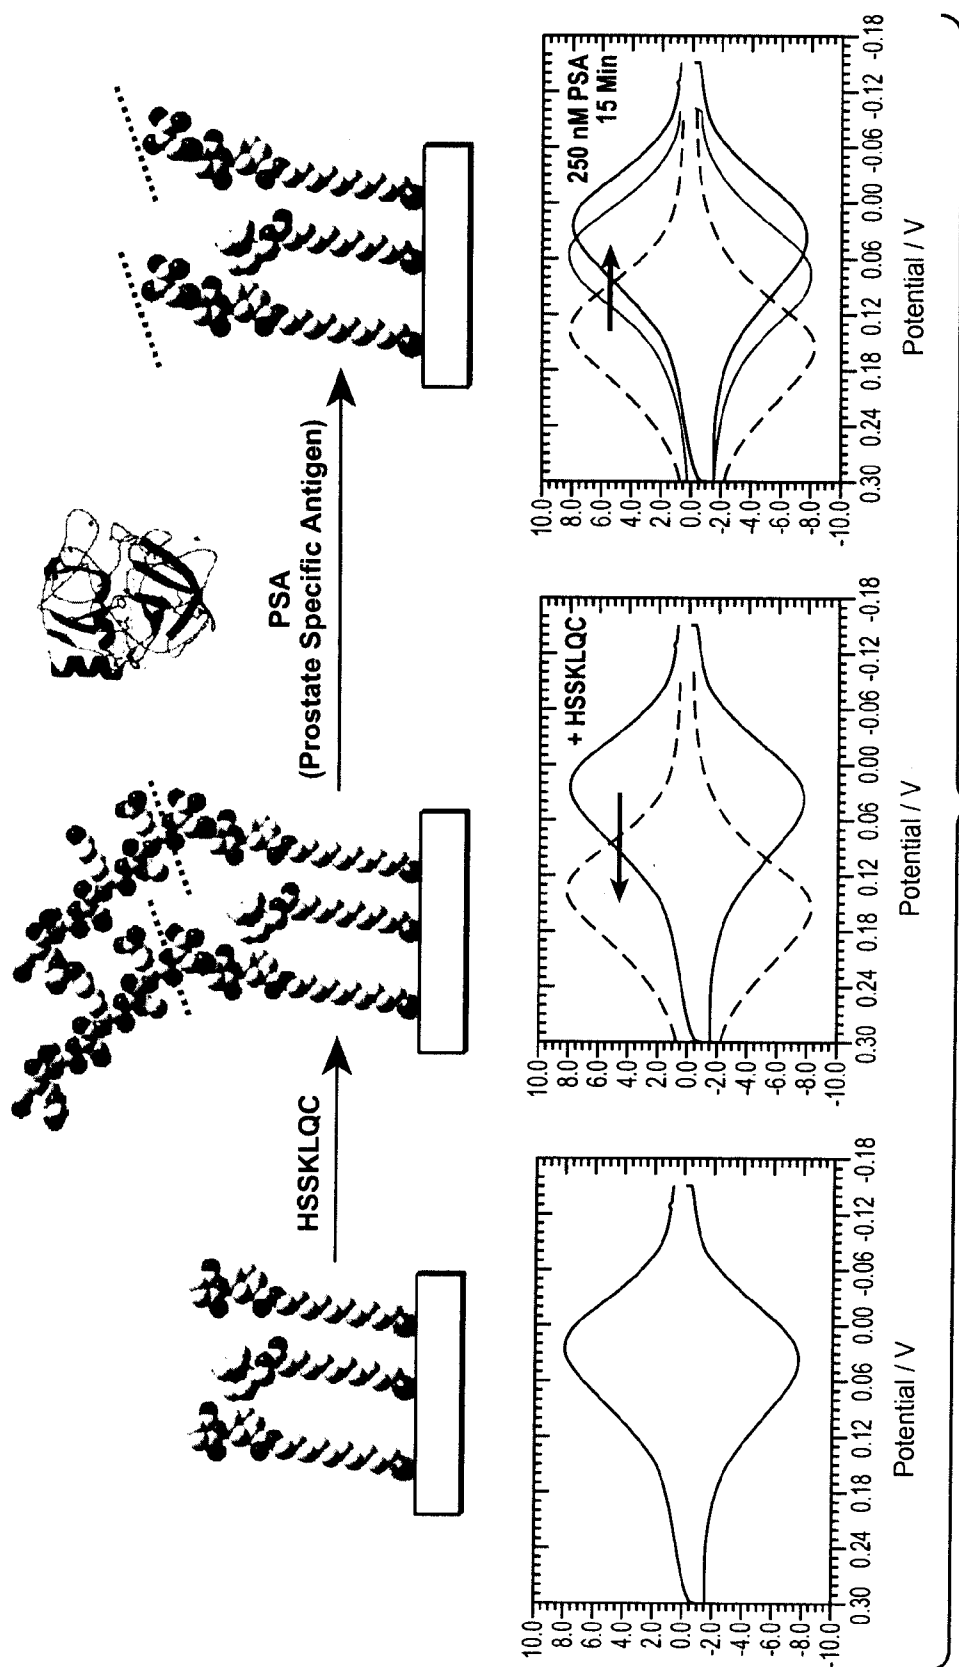 HSSKLQC
PSA
(Prostate Specific Antigen)
10.0
8.0
6.0
4.0
2.0
0.0
-2.0
-4.0
-6.0
-8.0
-10.0
0.30 0.24 0.18 0.12 0.06 0.00 -0.06 -0.12 -0.18
Potential / V
+ HSSKLQC
10.0
8.0
6.0
4.0
2.0
0.0
-2.0
-4.0
-6.0
-8.0
-10.0
0.30 0.24 0.18 0.12 0.06 0.00 -0.06 -0.12 -0.18
Potential / V
250 nM PSA
15 Min
10.0
8.0
6.0
4.0
2.0
0.0
-2.0
-4.0
-6.0
-8.0
-10.0
0.30 0.24 0.18 0.12 0.06 0.00 -0.06 -0.12 -0.18
Potential / V